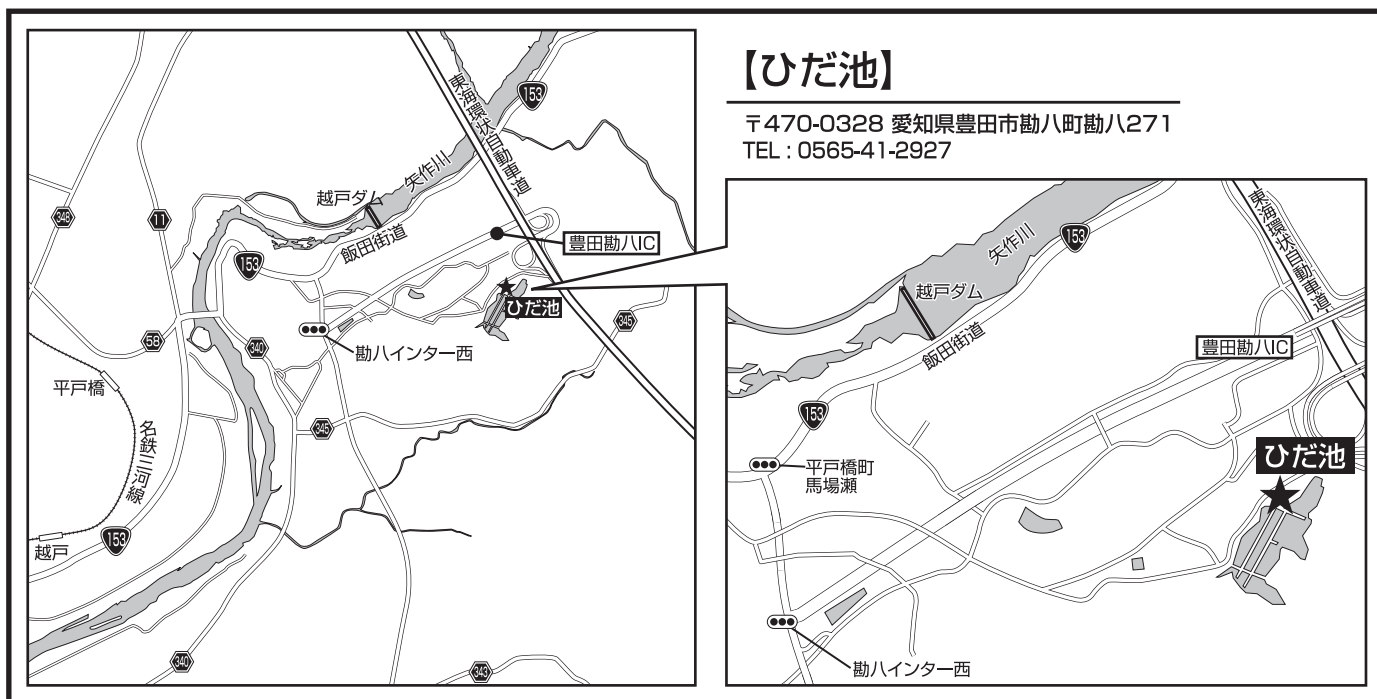 【ひだ池】
〒470-0328 愛知県豊田市勘八町勘八271
TEL : 0565-41-2927
153
東海環状自動車道
矢作川
越戸ダム
348
11
飯田街道
豊田勘八IC
153
ひだ池
345
58
340
勘八インター西
平戸橋
345
名鉄三河線
153
越戸
340
343
矢作川
153
東海環状自動車道
越戸ダム
飯田街道
豊田勘八IC
153
ひだ池
平戸橋町
馬場瀬
勘八インター西